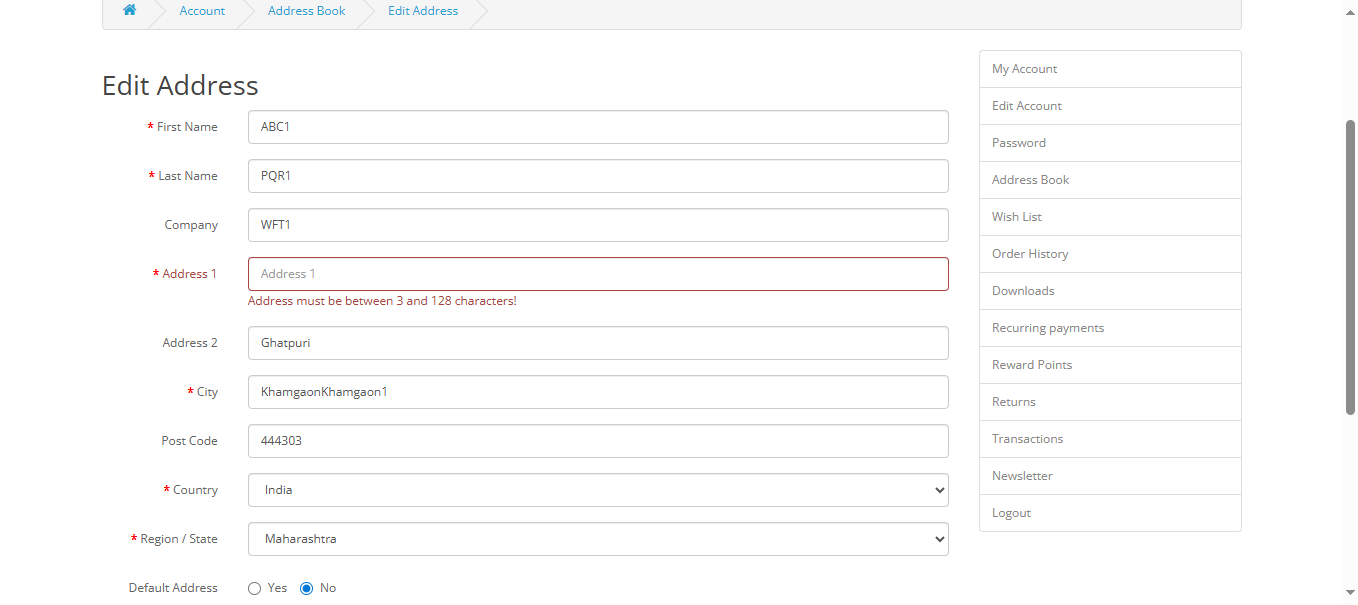 Account
Address Book
Edit Address
Edit Address
* First Name
ABC1
* Last Name
PQR1
Company
WFT1
* Address 1
Address 1
Address must be between 3 and 128 characters!
Address 2
Ghatpuri
* City
KhamgaonKhamgaon1
Post Code
444303
* Country
India
* Region / State
Maharashtra
Default Address
Yes
No
My Account
Edit Account
Password
Address Book
Wish List
Order History
Downloads
Recurring payments
Reward Points
Returns
Transactions
Newsletter
Logout